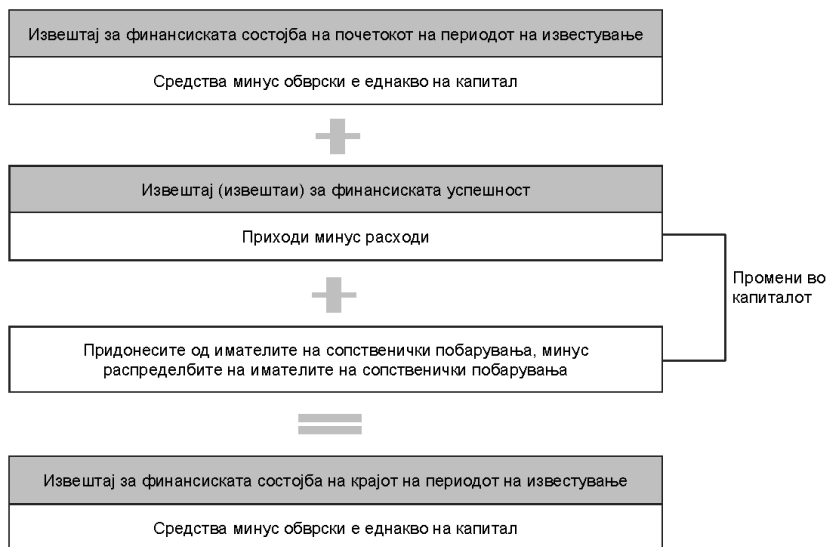 Извештај за финансиската состојба на почетокот на периодот на известување
Средства минус обврски е еднакво на капитал
+
Извештај (извештаи) за финансиската успешност
Приходи минус расходи
+
Промени во
капиталот
Придонесите од имателите на сопственички побарувања, минус
распределбите на имателите на сопственички побарувања
=
Извештај за финансиската состојба на крајот на периодот на известување
Средства минус обврски е еднакво на капитал